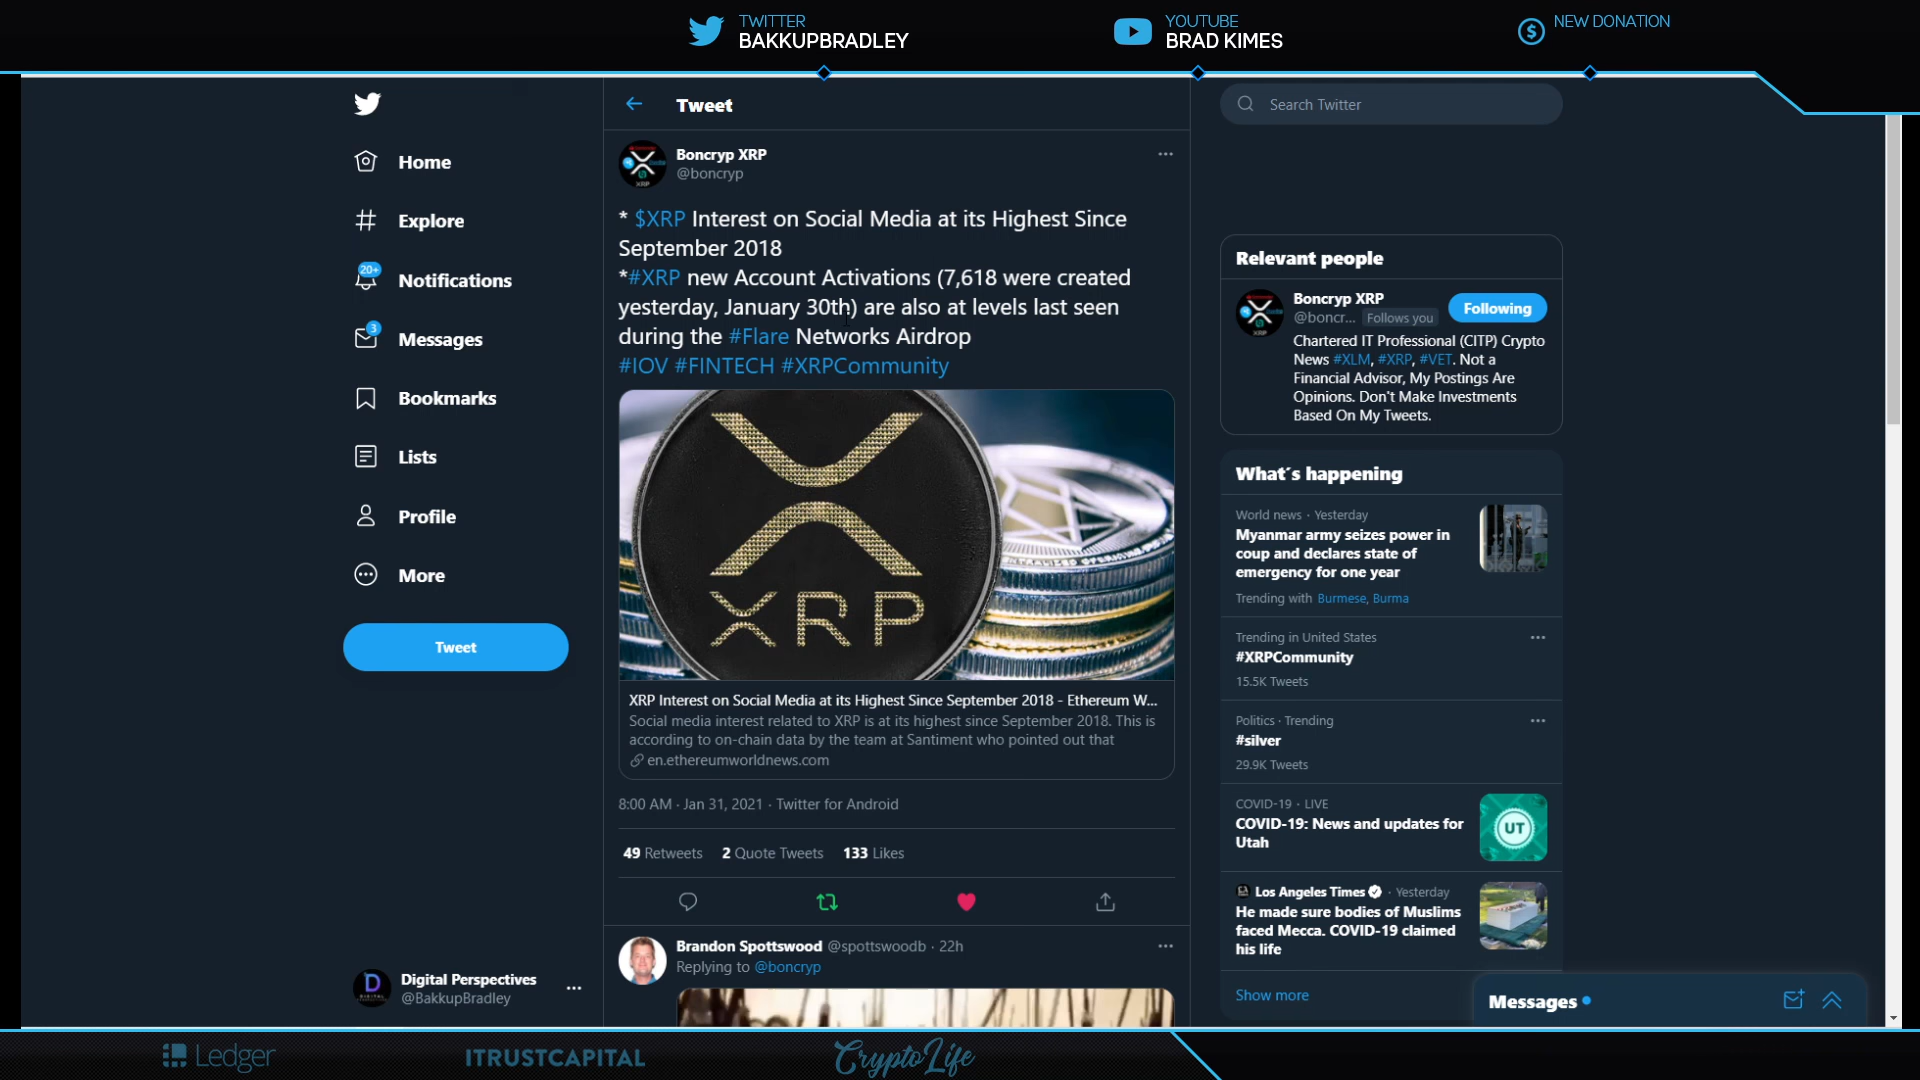 TWITTER
BAKKUPBRADLEY
YOUTUBE
BRAD KIMES
NEW DONATION
Home
Explore
20+
Notifications
3
Messages
Bookmarks
Lists
Profile
More
Tweet
Digital Perspectives
@BakkupBradley
Tweet
Boncryp XRP
@boncryp
* $XRP Interest on Social Media at its Highest Since
September 2018
*#XRP new Account Activations (7,618 were created
yesterday, January 30th) are also at levels last seen
during the #Flare Networks Airdrop
#IOV #FINTECH #XRPCommunity
XRP
XRP Interest on Social Media at its Highest Since September 2018 - Ethereum W...
Social media interest related to XRP is at its highest since September 2018. This is
according to on-chain data by the team at Santiment who pointed out that
en.ethereumworldnews.com
8:00 AM · Jan 31, 2021 · Twitter for Android
49 Retweets 2 Quote Tweets 133 Likes
Brandon Spottswood @spottswoodb · 22h
Replying to @boncryp
Search Twitter
Relevant people
Boncryp XRP
@boncr... Follows you
Following
Chartered IT Professional (CITP) Crypto
News #XLM, #XRP, #VET. Not a
Financial Advisor, My Postings Are
Opinions. Don't Make Investments
Based On My Tweets.
What's happening
World news · Yesterday
Myanmar army seizes power in
coup and declares state of
emergency for one year
Trending with Burmese, Burma
Trending in United States
#XRPCommunity
15.5K Tweets
Politics · Trending
#silver
29.9K Tweets
COVID-19 · LIVE
COVID-19: News and updates for
Utah
UT
Los Angeles Times · Yesterday
He made sure bodies of Muslims
faced Mecca. COVID-19 claimed
his life
Show more
Messages
Ledger
ITRUSTCAPITAL
CryptoLife